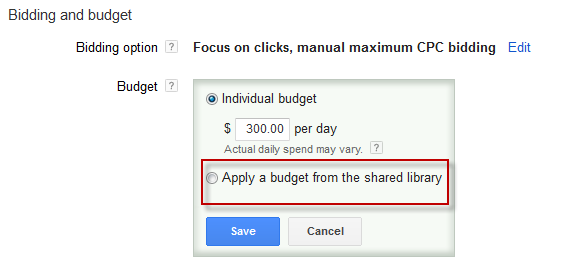 Bidding and budget
Bidding option ? Focus on clicks, manual maximum CPC bidding Edit
Budget ? Individual budget
$ 300.00 per day
Actual daily spend may vary. ?
Apply a budget from the shared library
Save Cancel